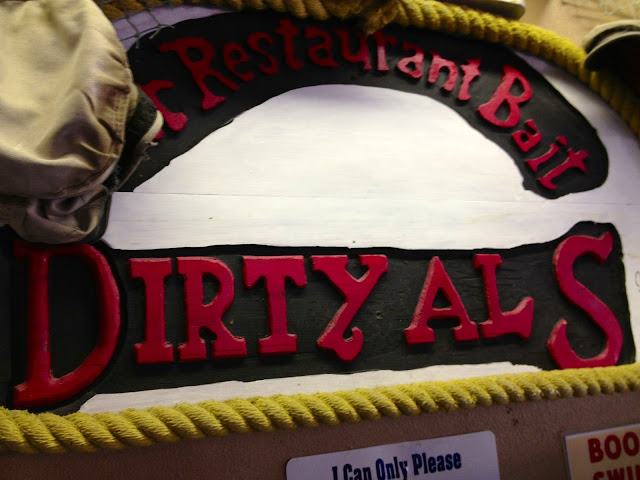 Restaurant Bait
DIRTY ALS
I Can Only Please
BOO